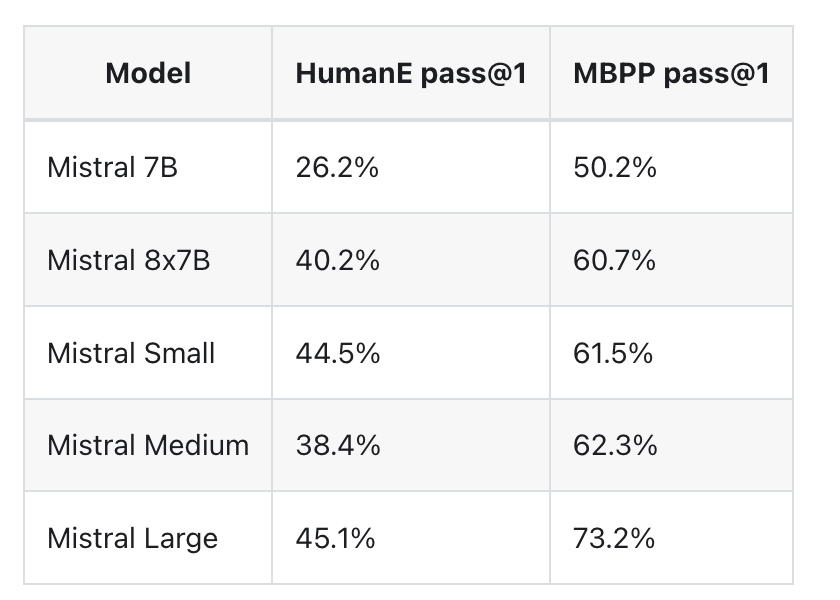 Model HumanE pass@1 MBPP pass@1
Mistral 7B 26.2% 50.2%
Mistral 8x7B 40.2% 60.7%
Mistral Small 44.5% 61.5%
Mistral Medium 38.4% 62.3%
Mistral Large 45.1% 73.2%